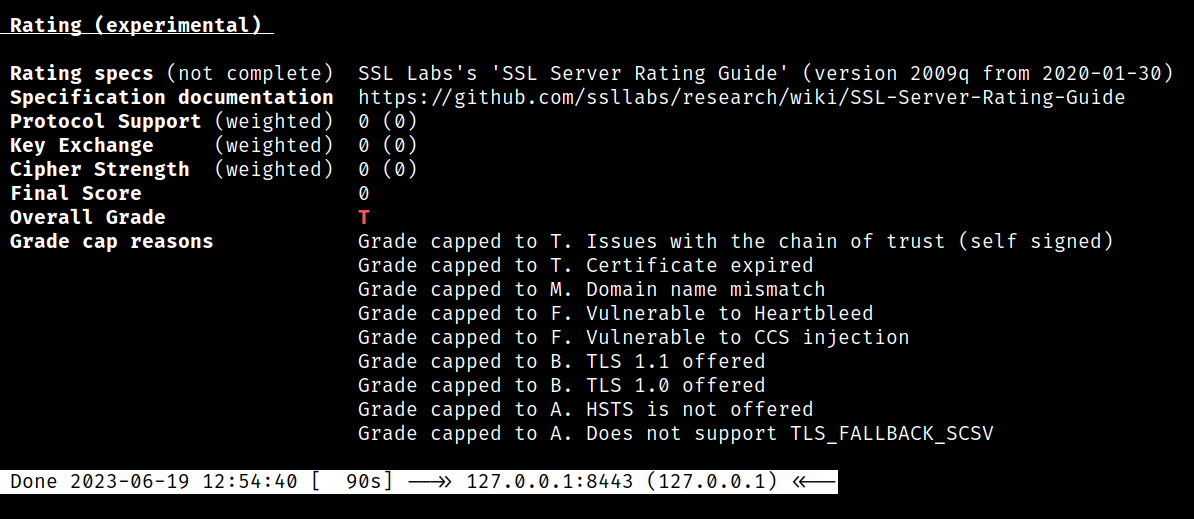 Rating (experimental)
Rating specs (not complete)  SSL Labs's 'SSL Server Rating Guide' (version 2009q from 2020-01-30)
Specification documentation  https://github.com/ssllabs/research/wiki/SSL-Server-Rating-Guide
Protocol Support (weighted)  0 (0)
Key Exchange     (weighted)  0 (0)
Cipher Strength  (weighted)  0 (0)
Final Score                  0
Overall Grade                T
Grade cap reasons            Grade capped to T. Issues with the chain of trust (self signed)
                             Grade capped to T. Certificate expired
                             Grade capped to M. Domain name mismatch
                             Grade capped to F. Vulnerable to Heartbleed
                             Grade capped to F. Vulnerable to CCS injection
                             Grade capped to B. TLS 1.1 offered
                             Grade capped to B. TLS 1.0 offered
                             Grade capped to A. HSTS is not offered
                             Grade capped to A. Does not support TLS_FALLBACK_SCSV
Done 2023-06-19 12:54:40 [  90s] -->> 127.0.0.1:8443 (127.0.0.1) <<--